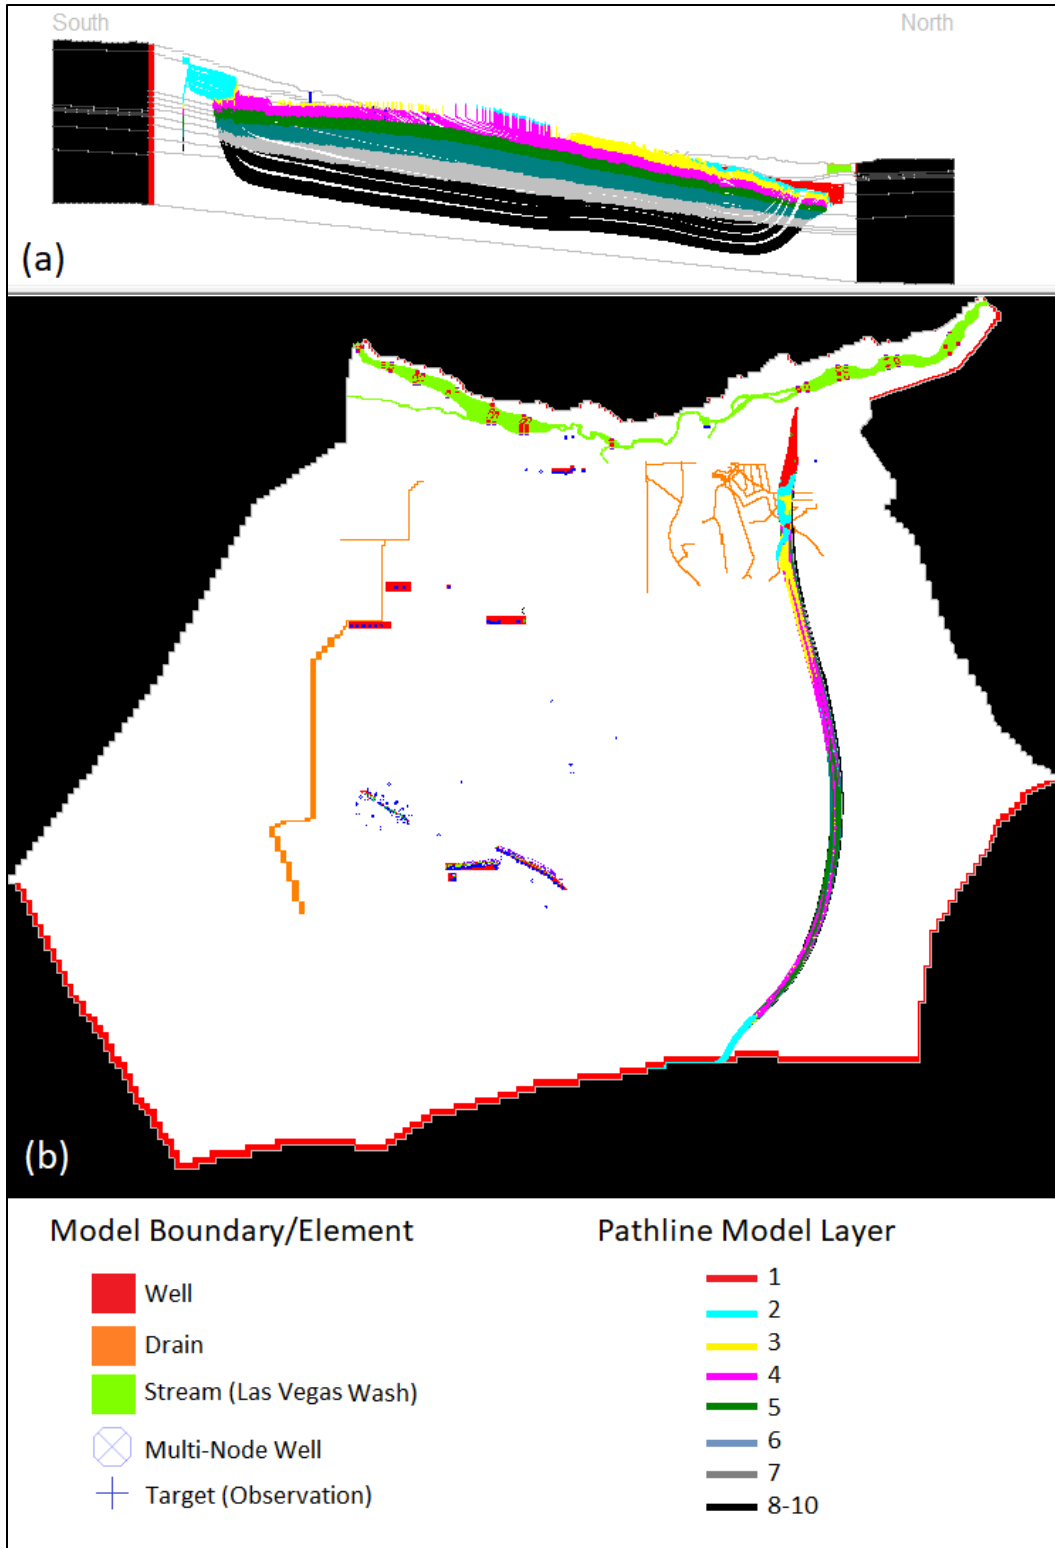 South
North
(a)
(b)
Model Boundary/Element
Pathline Model Layer
Well
Drain
Stream (Las Vegas Wash)
Multi-Node Well
Target (Observation)
1
2
3
4
5
6
7
8-10